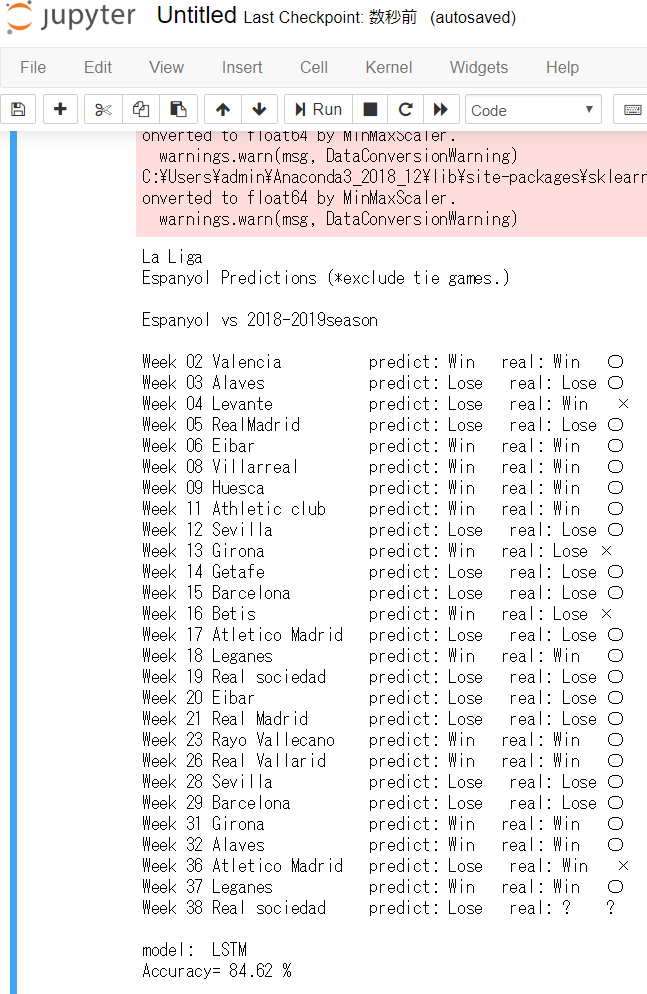 jupyter Untitled Last Checkpoint: 数秒前 (autosaved)
File Edit View Insert Cell Kernel Widgets Help
Run Code
onverted to float64 by MinMaxScaler.
warnings.warn(msg, DataConversionWarning)
C:¥Users¥admin¥Anaconda3_2018_12¥lib¥site-packages¥sklearn
onverted to float64 by MinMaxScaler.
warnings.warn(msg, DataConversionWarning)
La Liga
Espanyol Predictions (*exclude tie games.)
Espanyol vs 2018-2019season
Week 02 Valencia predict: Win real: Win ○
Week 03 Alaves predict: Lose real: Lose ○
Week 04 Levante predict: Lose real: Win ×
Week 05 RealMadrid predict: Lose real: Lose ○
Week 06 Eibar predict: Win real: Win ○
Week 08 Villarreal predict: Win real: Win ○
Week 09 Huesca predict: Win real: Win ○
Week 11 Athletic club predict: Win real: Win ○
Week 12 Sevilla predict: Lose real: Lose ○
Week 13 Girona predict: Win real: Lose ×
Week 14 Getafe predict: Lose real: Lose ○
Week 15 Barcelona predict: Lose real: Lose ○
Week 16 Betis predict: Win real: Lose ×
Week 17 Atletico Madrid predict: Lose real: Lose ○
Week 18 Leganes predict: Win real: Win ○
Week 19 Real sociedad predict: Lose real: Lose ○
Week 20 Eibar predict: Lose real: Lose ○
Week 21 Real Madrid predict: Lose real: Lose ○
Week 23 Rayo Vallecano predict: Win real: Win ○
Week 26 Real Vallarid predict: Win real: Win ○
Week 28 Sevilla predict: Lose real: Lose ○
Week 29 Barcelona predict: Lose real: Lose ○
Week 31 Girona predict: Win real: Win ○
Week 32 Alaves predict: Win real: Win ○
Week 36 Atletico Madrid predict: Lose real: Win ×
Week 37 Leganes predict: Win real: Win ○
Week 38 Real sociedad predict: Lose real: ? ?
model: LSTM
Accuracy= 84.62 %